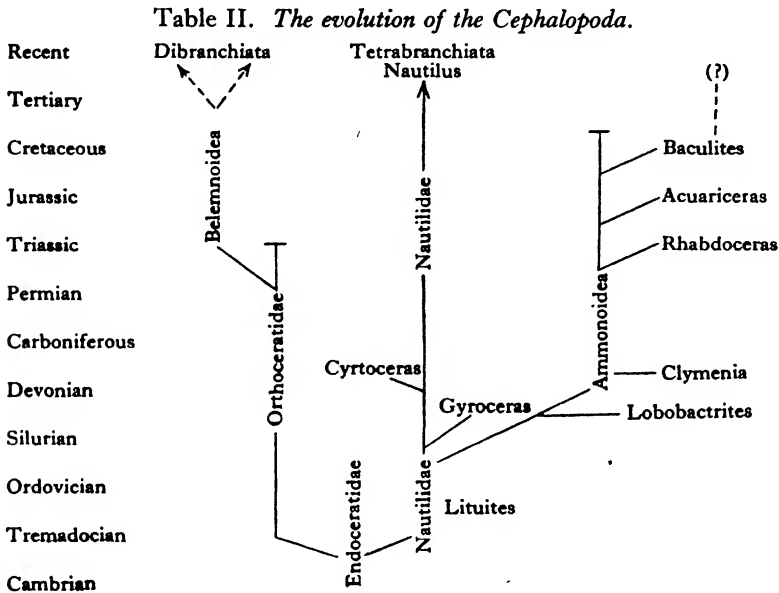 Table II. The evolution of the Cephalopoda.
Recent Dibranchiata Tetrabranchiata
Nautilus (?)
Tertiary
Cretaceous Baculites
Belemnoidea
Jurassic Acuariceras
Nautilidae
Triassic Rhabdoceras
Permian
Orthoceratidae
Ammonoidea
Carboniferous
Cyrtoceras Clymenia
Devonian
Gyroceras Lobobactrites
Silurian
Ordovician
Endoceratidae
Nautilidae
Lituites
Tremadocian
Cambrian